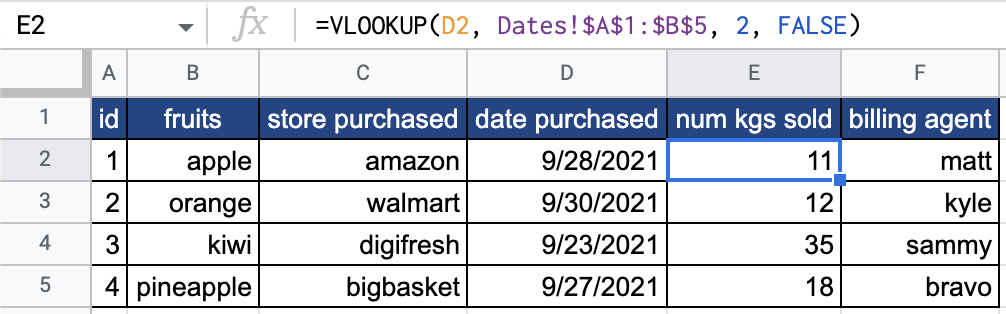 E2 fx =VLOOKUP(D2, Dates!$A$1:$B$5, 2, FALSE)
A B C D E F
1 id fruits store purchased date purchased num kgs sold billing agent
2 1 apple amazon 9/28/2021 11 matt
3 2 orange walmart 9/30/2021 12 kyle
4 3 kiwi digifresh 9/23/2021 35 sammy
5 4 pineapple bigbasket 9/27/2021 18 bravo